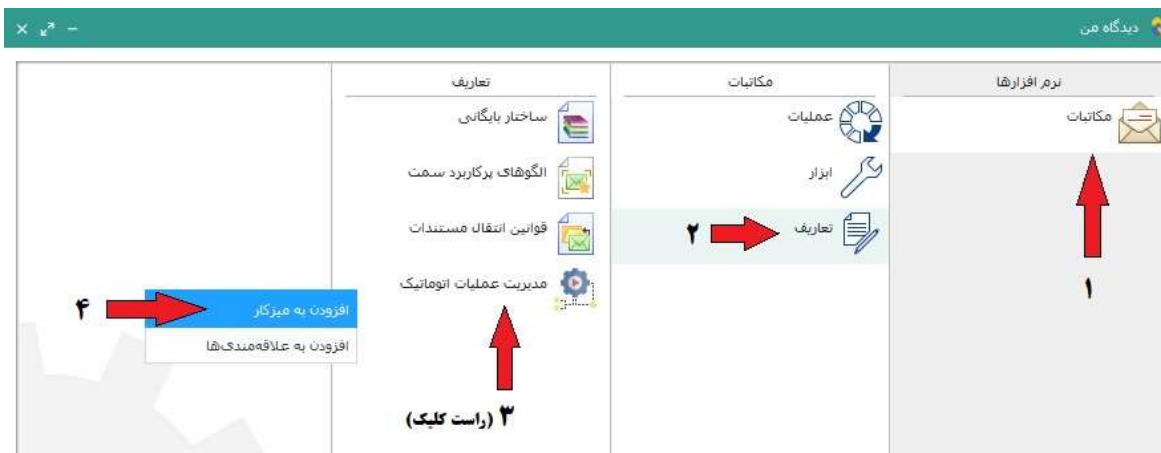 دیدگاه من
نرم افزارها
مکاتبات
۱
مکاتبات
عملیات
ابزار
تعاریف
۲
تعاریف
ساختار بایگانی
الگوهای پرکاربرد سمت
قوانین انتقال مستندات
مدیریت عملیات اتوماتیک
۳ (راست کلیک)
افزودن به میزکار
افزودن به علاقه‌مندی‌ها
۴